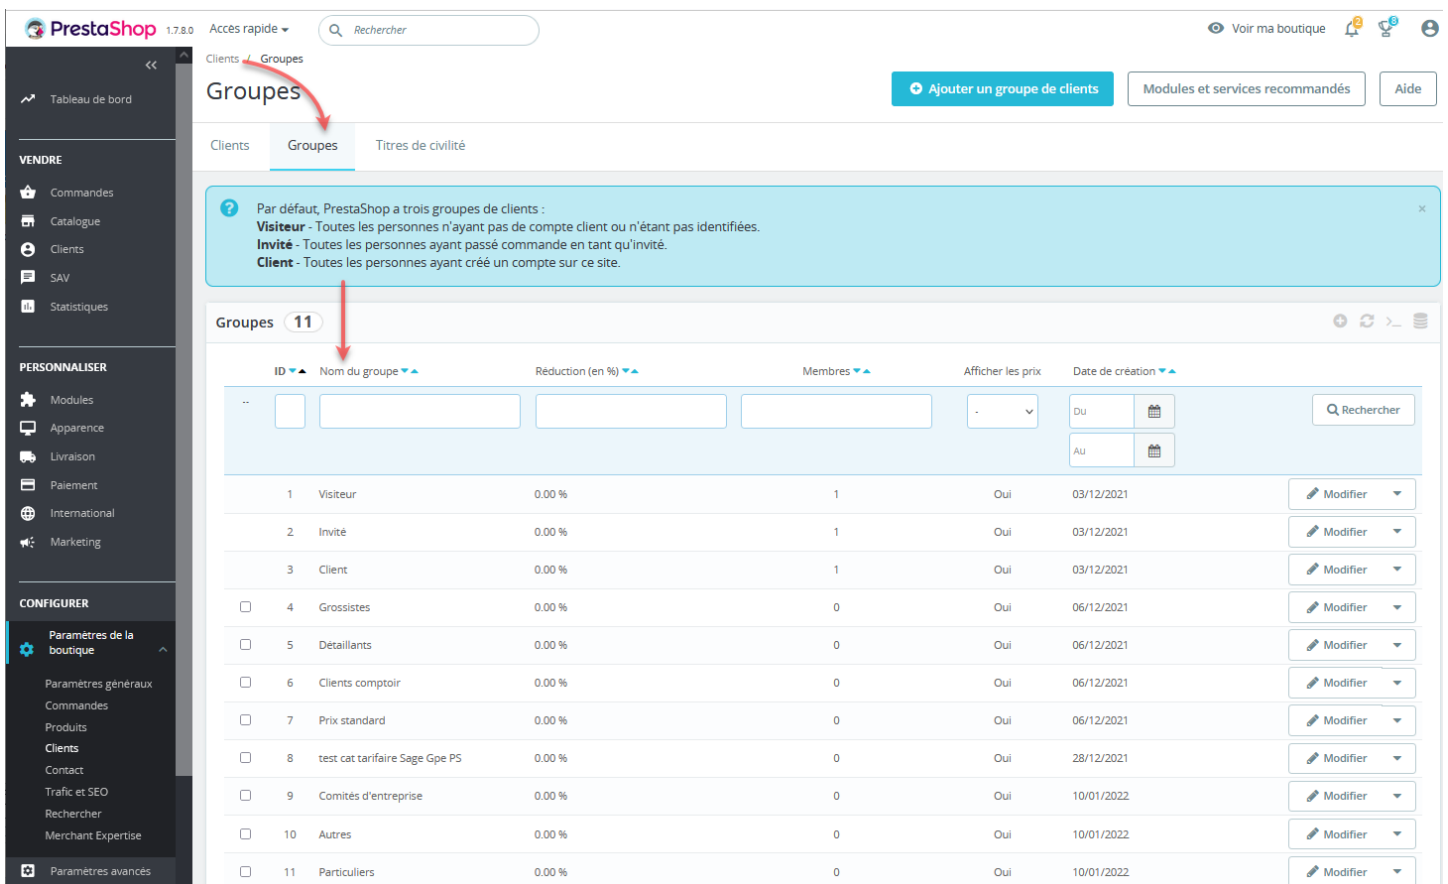 PrestaShop 1.7.8.0 Accès rapide Rechercher Voir ma boutique 2 8
Clients / Groupes
Groupes
Ajouter un groupe de clients Modules et services recommandés Aide
Clients Groupes Titres de civilité
Tableau de bord
VENDRE
Commandes
Catalogue
Clients
SAV
Statistiques
PERSONNALISER
Modules
Apparence
Livraison
Paiement
International
Marketing
CONFIGURER
Paramètres de la
boutique
Paramètres généraux
Commandes
Produits
Clients
Contact
Trafic et SEO
Rechercher
Merchant Expertise
Paramètres avancés
Par défaut, PrestaShop a trois groupes de clients :
Visiteur - Toutes les personnes n'ayant pas de compte client ou n'étant pas identifiées.
Invité - Toutes les personnes ayant passé commande en tant qu'invité.
Client - Toutes les personnes ayant créé un compte sur ce site.
Groupes 11
ID Nom du groupe Réduction (en %) Membres Afficher les prix Date de création
-- - Du Rechercher
Au
1 Visiteur 0.00 % 1 Oui 03/12/2021 Modifier
2 Invité 0.00 % 1 Oui 03/12/2021 Modifier
3 Client 0.00 % 1 Oui 03/12/2021 Modifier
4 Grossistes 0.00 % 0 Oui 06/12/2021 Modifier
5 Détaillants 0.00 % 0 Oui 06/12/2021 Modifier
6 Clients comptoir 0.00 % 0 Oui 06/12/2021 Modifier
7 Prix standard 0.00 % 0 Oui 06/12/2021 Modifier
8 test cat tarifaire Sage Gpe PS 0.00 % 0 Oui 28/12/2021 Modifier
9 Comités d'entreprise 0.00 % 0 Oui 10/01/2022 Modifier
10 Autres 0.00 % 0 Oui 10/01/2022 Modifier
11 Particuliers 0.00 % 0 Oui 10/01/2022 Modifier